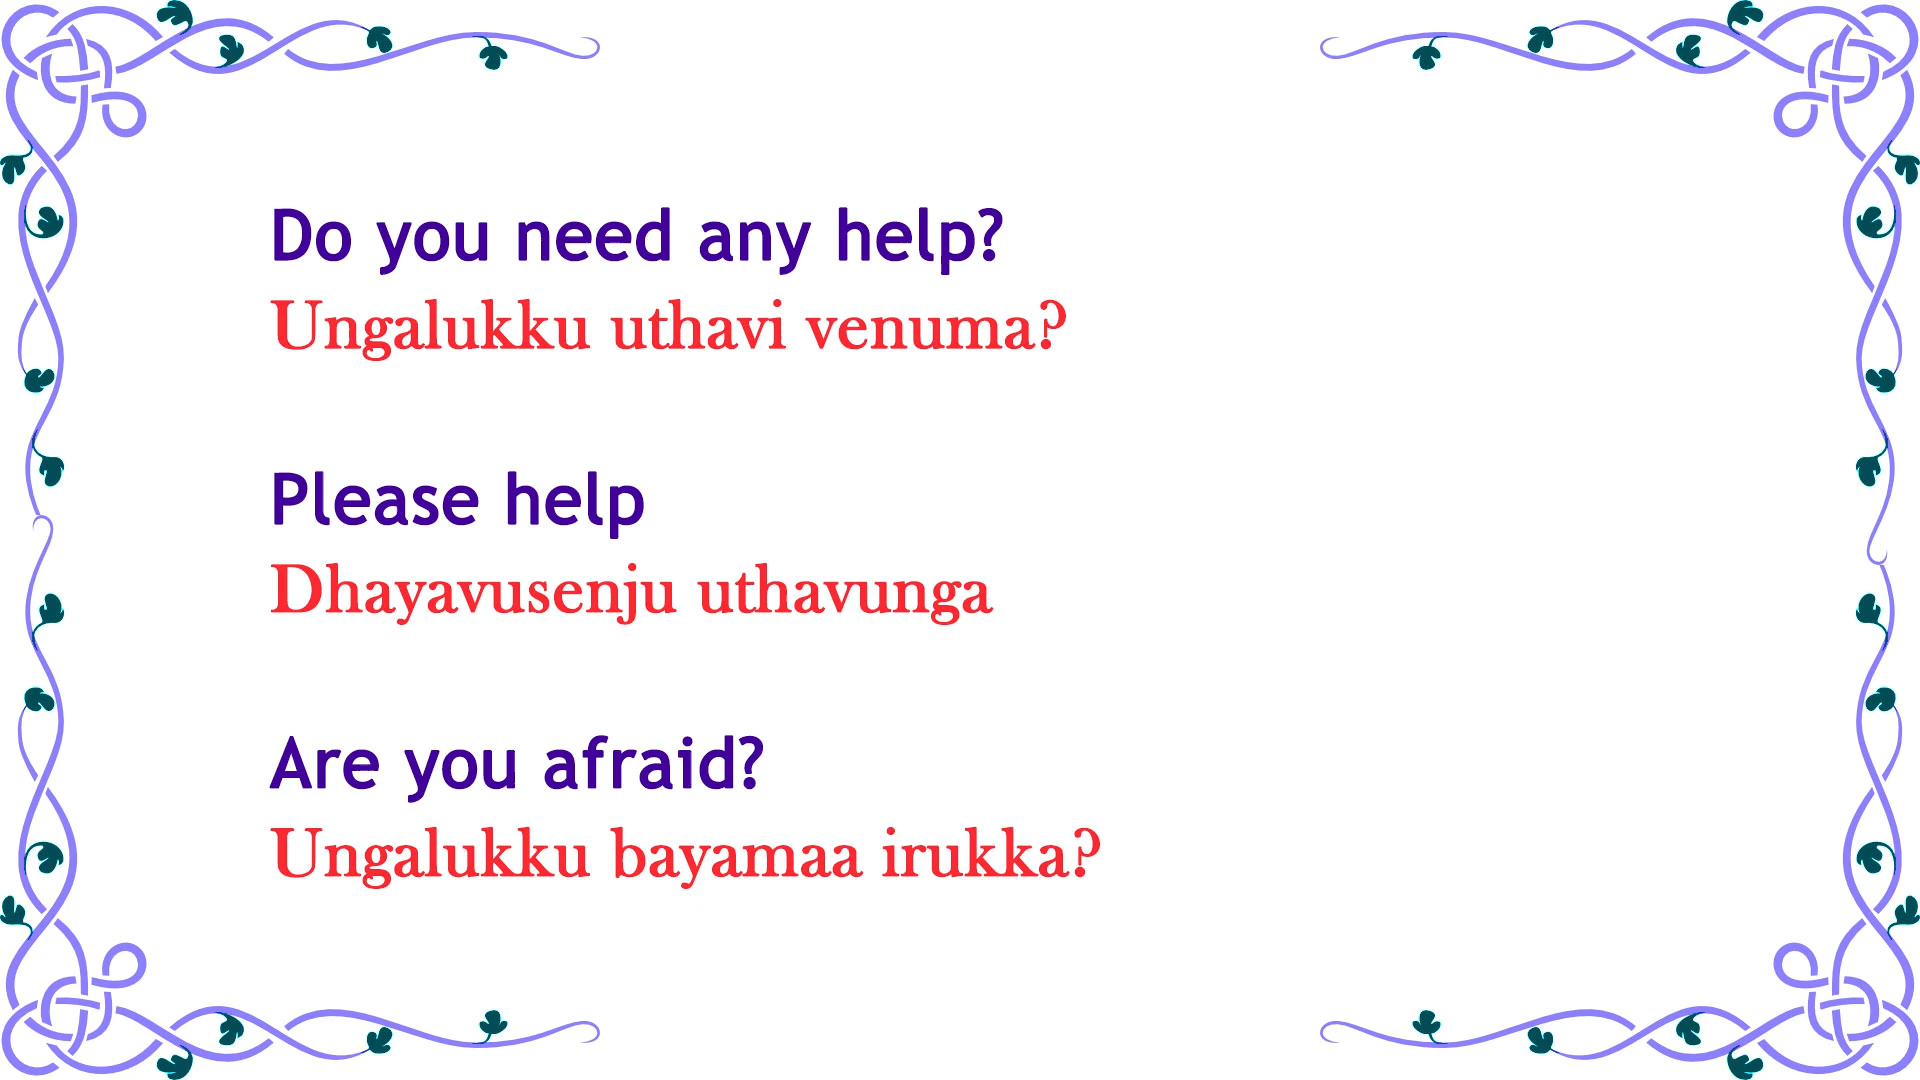 Do you need any help?
Ungalukku uthavi venuma?
Please help
Dhayavusenju uthavunga
Are you afraid?
Ungalukku bayamaa irukka?